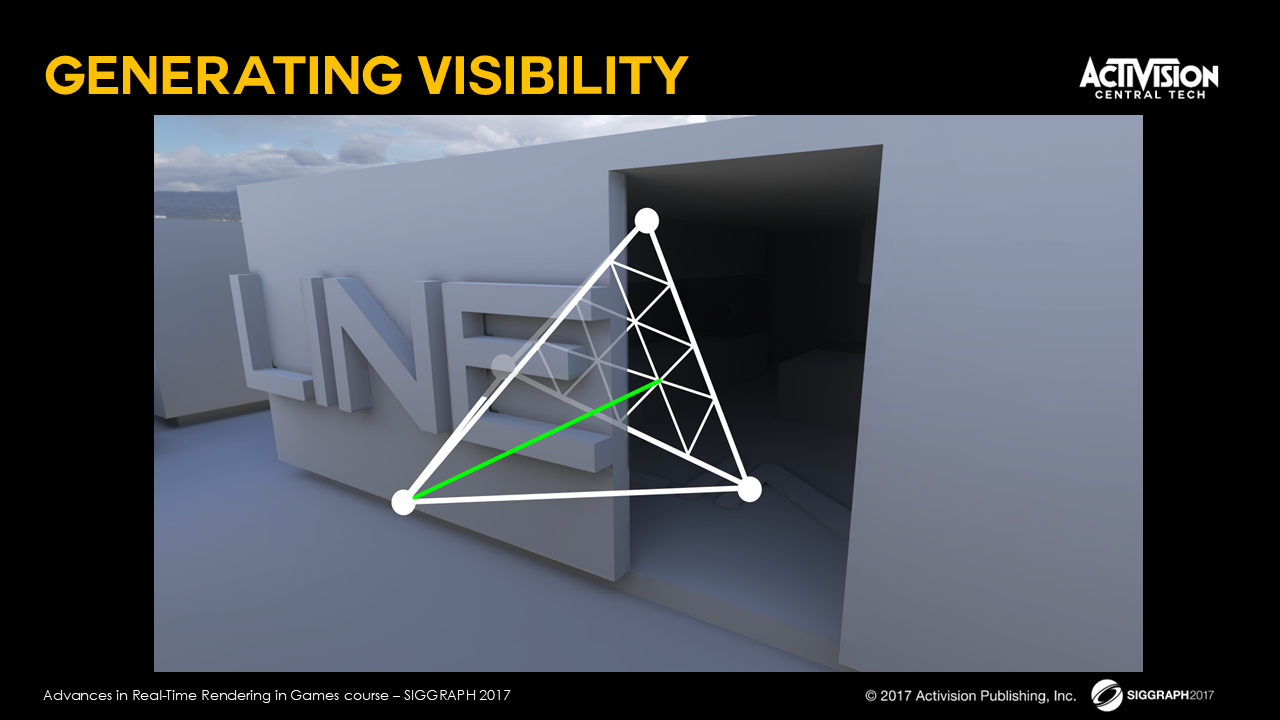 GENERATING VISIBILITY
ACTIVISION
CENTRAL TECH
LINE
Advances in Real-Time Rendering in Games course – SIGGRAPH 2017
© 2017 Activision Publishing, Inc.
SIGGRAPH2017